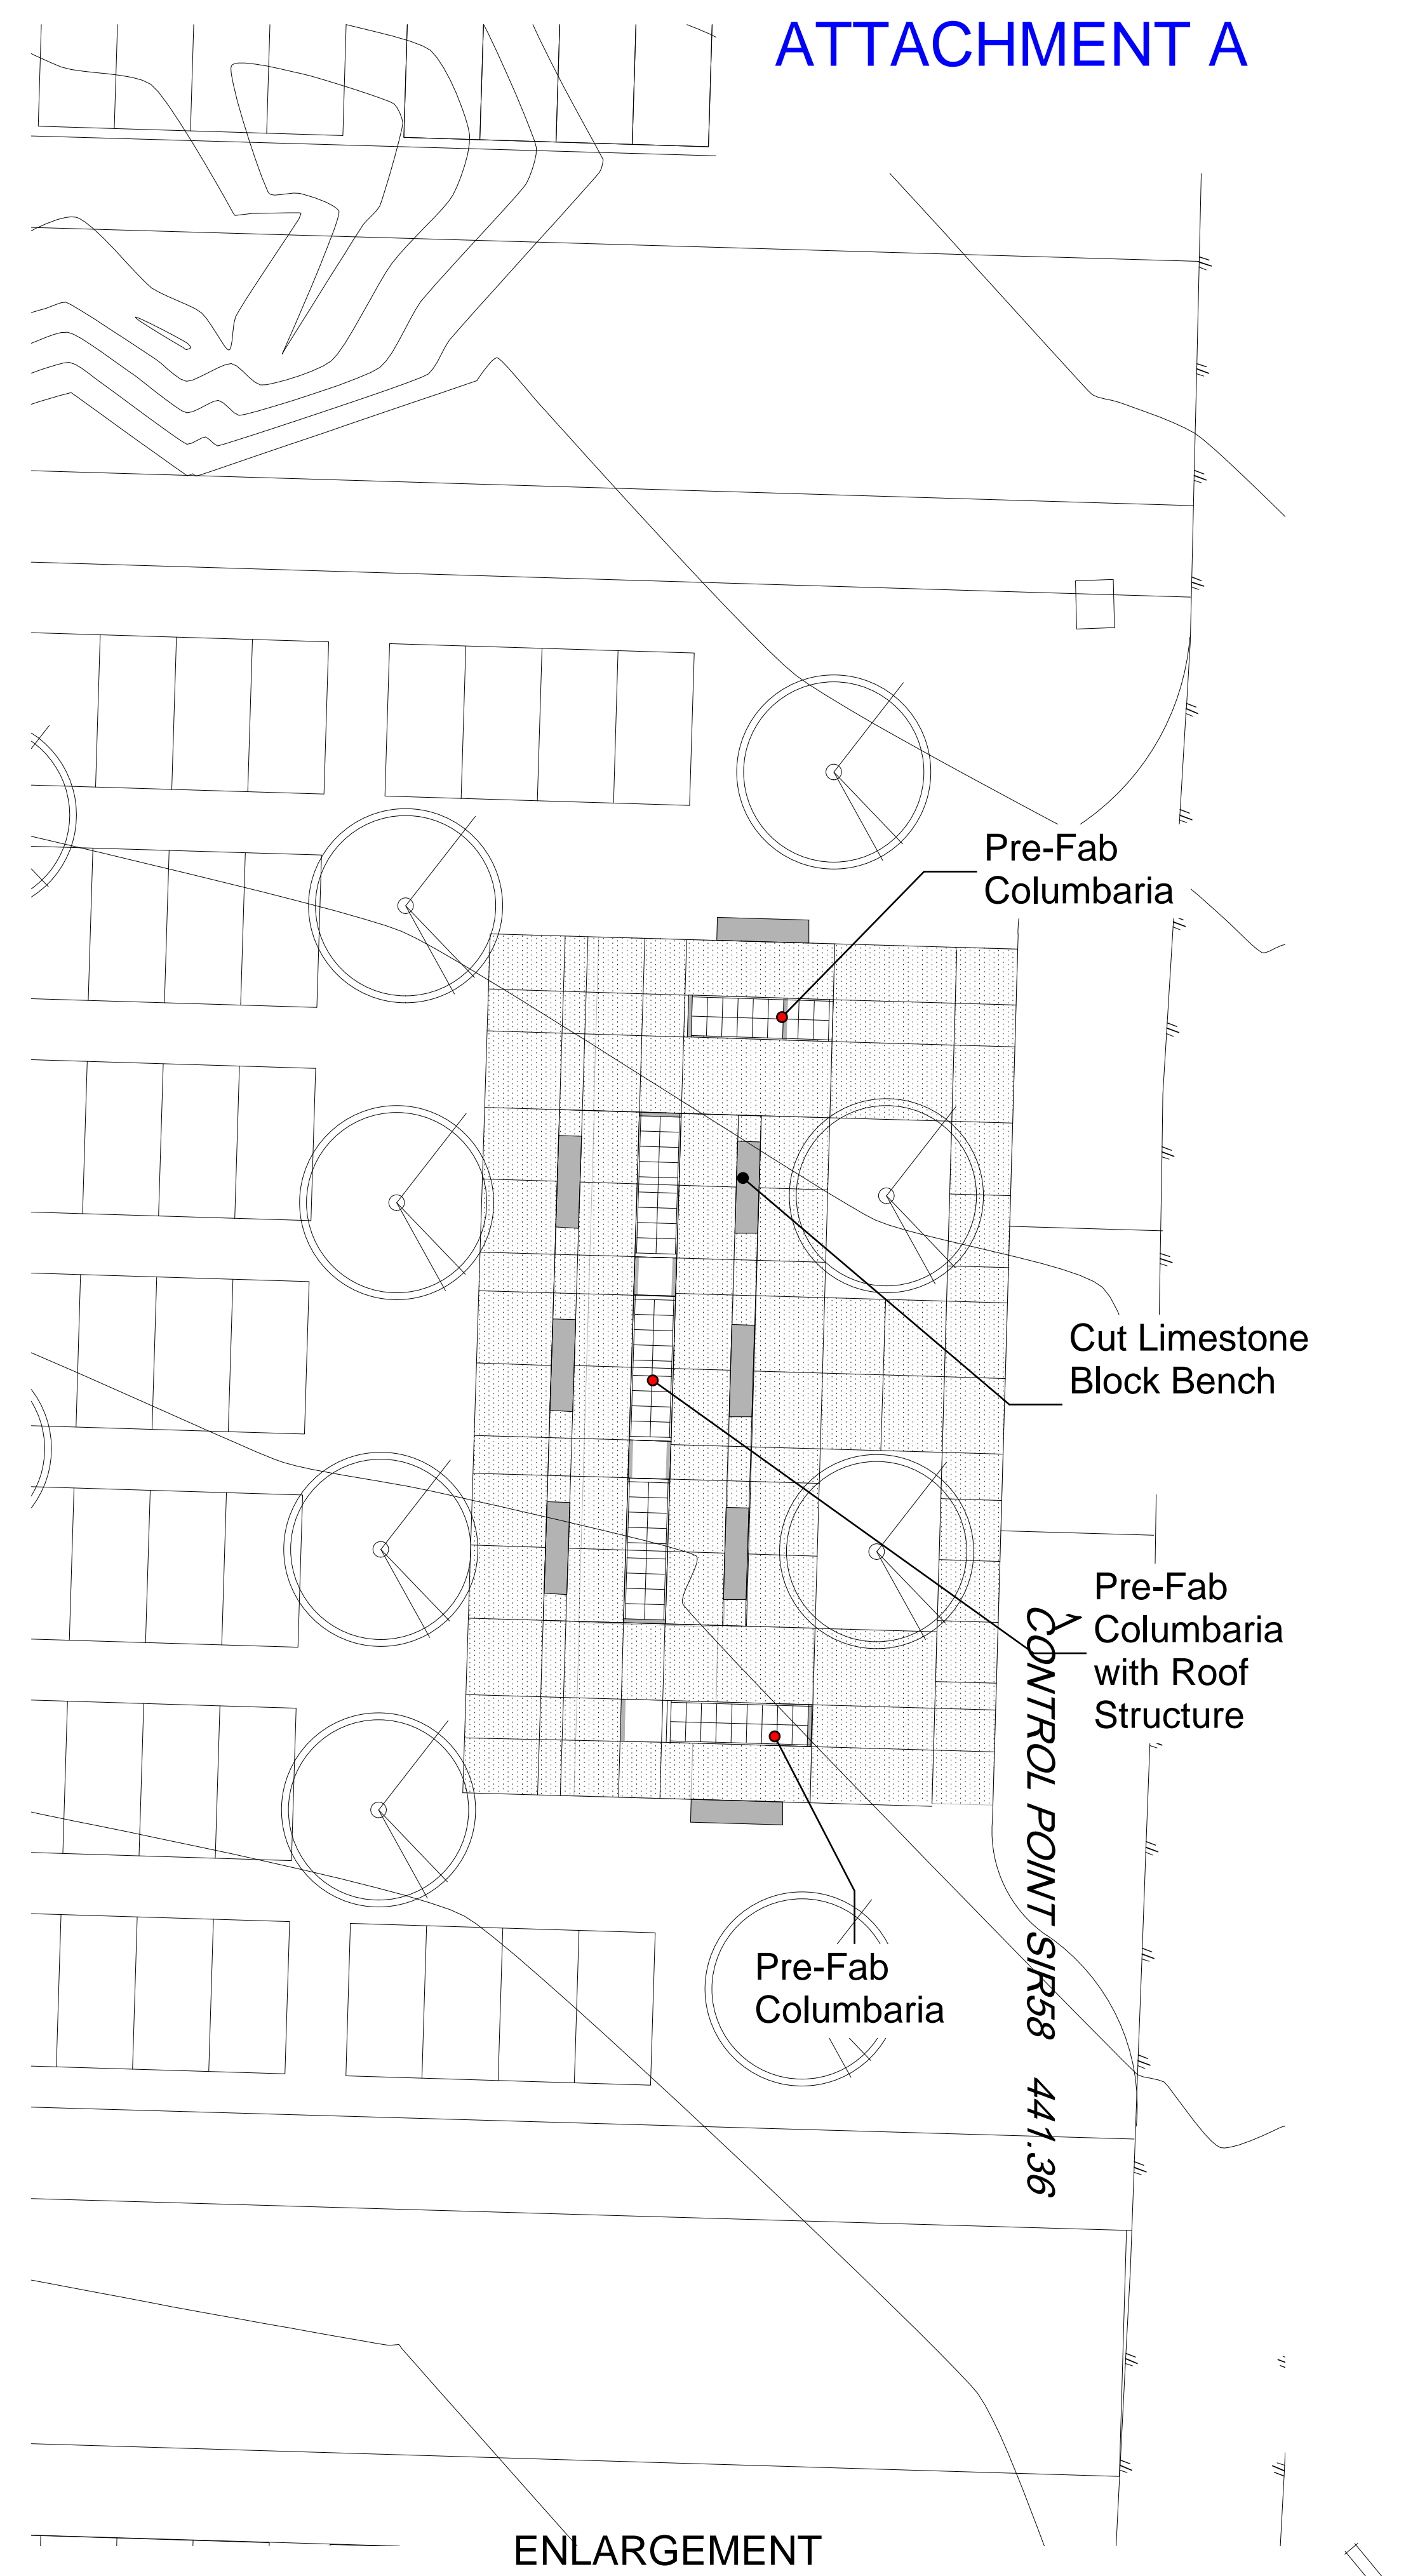 ATTACHMENT A
Pre-Fab
Columbaria
Cut Limestone
Block Bench
Pre-Fab
Columbaria
with Roof
Structure
CONTROL POINT SIR58 441.36
Pre-Fab
Columbaria
ENLARGEMENT